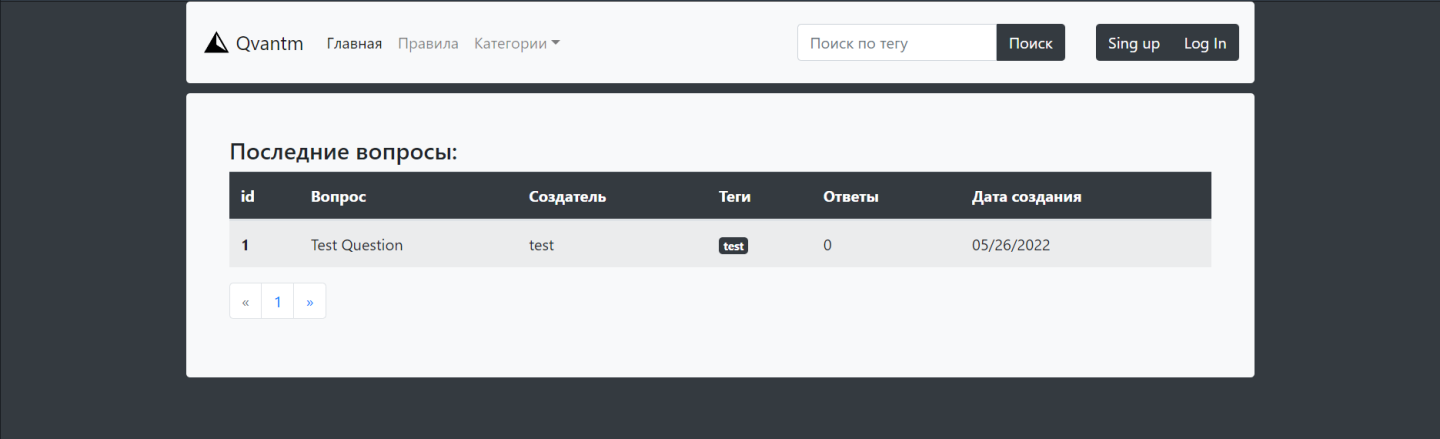 Qvantm Главная Правила Категории Поиск по тегу Поиск Sing up Log In
Последние вопросы:
id Вопрос Создатель Теги Ответы Дата создания
1 Test Question test test 0 05/26/2022
« 1 »